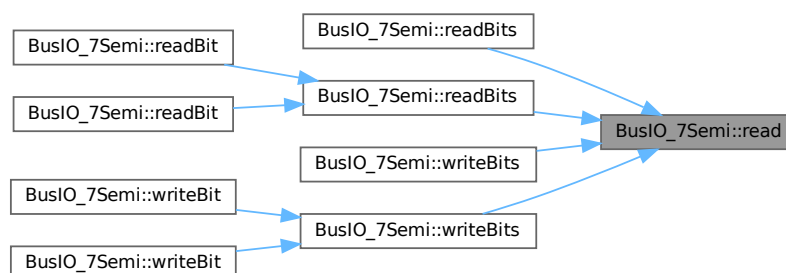 BusIO_7Semi::readBits
BusIO_7Semi::readBit
BusIO_7Semi::readBits
BusIO_7Semi::readBit
BusIO_7Semi::read
BusIO_7Semi::writeBits
BusIO_7Semi::writeBit
BusIO_7Semi::writeBits
BusIO_7Semi::writeBit